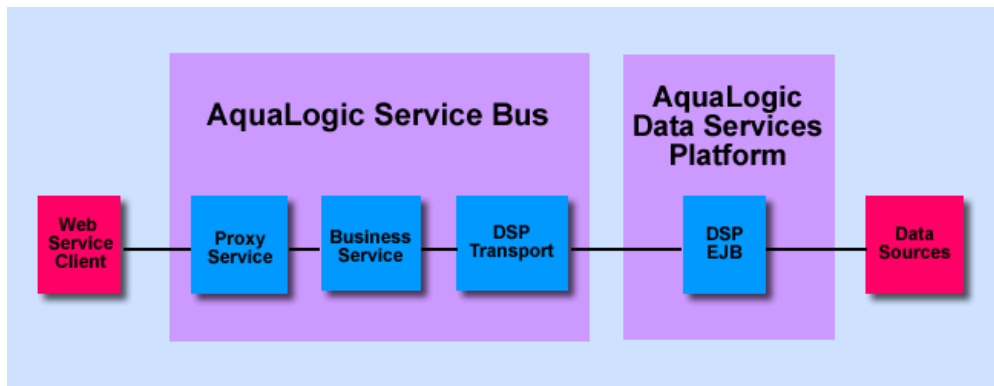 AquaLogic Service Bus
AquaLogic
Data Services
Platform
Web
Service
Client
Proxy
Service
Business
Service
DSP
Transport
DSP
EJB
Data
Sources